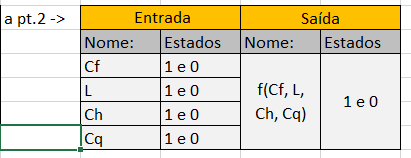 a pt.2 -> Entrada Saída
Nome: Estados Nome: Estados
Cf 1 e 0
L 1 e 0
Ch 1 e 0
Cq 1 e 0
f(Cf, L,
Ch, Cq)
1 e 0